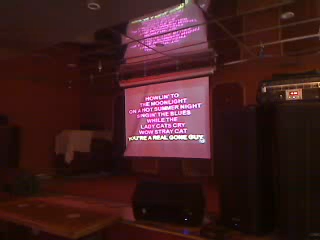 HOWLIN' TO
THE MOONLIGHT
ON A HOT SUMMER NIGHT
SINGIN' THE BLUES
WHILE THE
LADY CATS CRY
WOW STRAY CAT
YOU'RE A REAL GONE GUY.